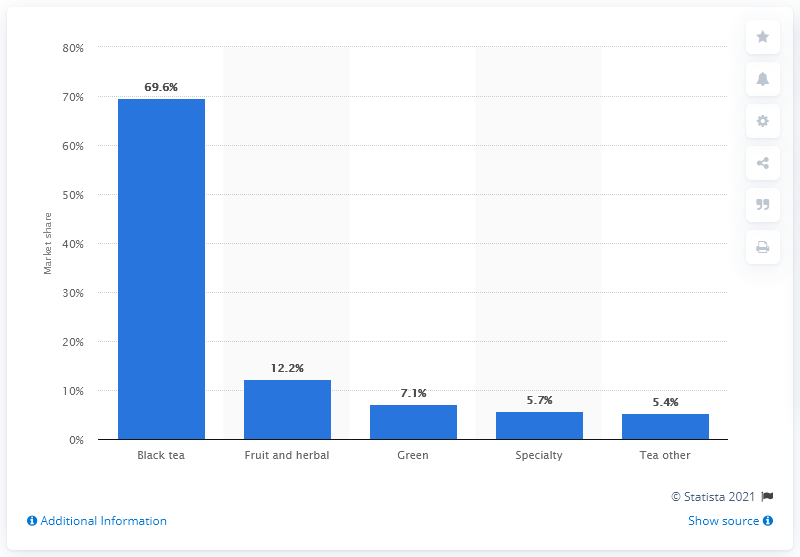 80%
70%
60%
50%
40%
30%
20%
10%
0%
Market share
69.6%
12.2%
7.1%
5.7%
5.4%
Black tea
Fruit and herbal
Green
Specialty
Tea other
© Statista 2021
Additional Information
Show source